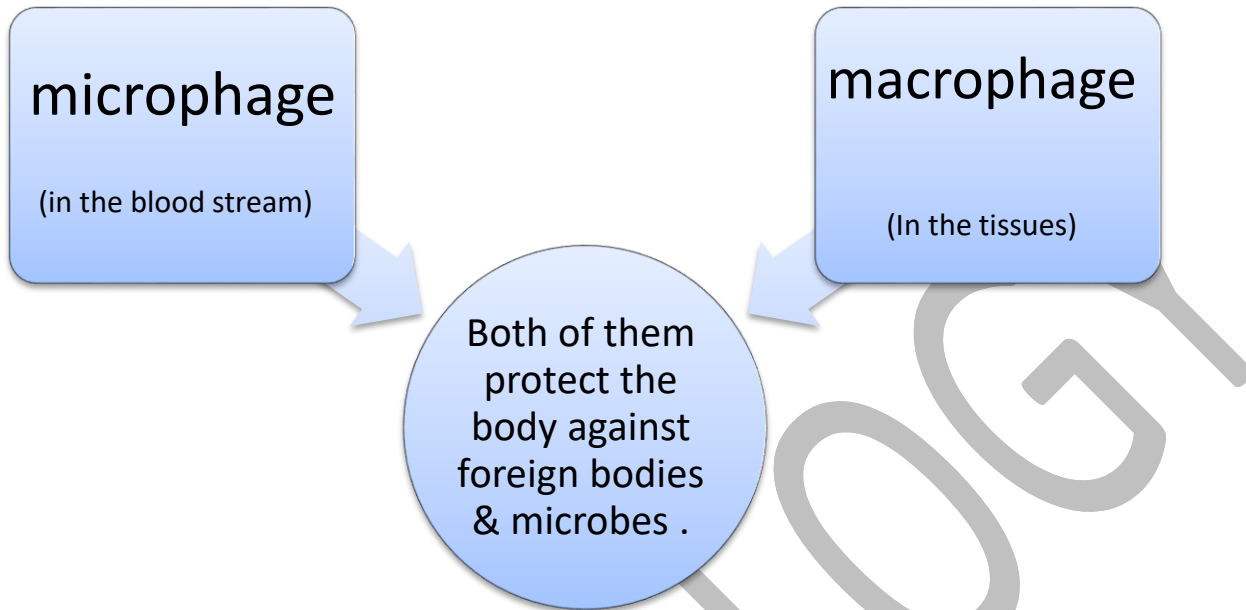 microphage
(in the blood stream)
macrophage
(In the tissues)
Both of them
protect the
body against
foreign bodies
& microbes .
OGY